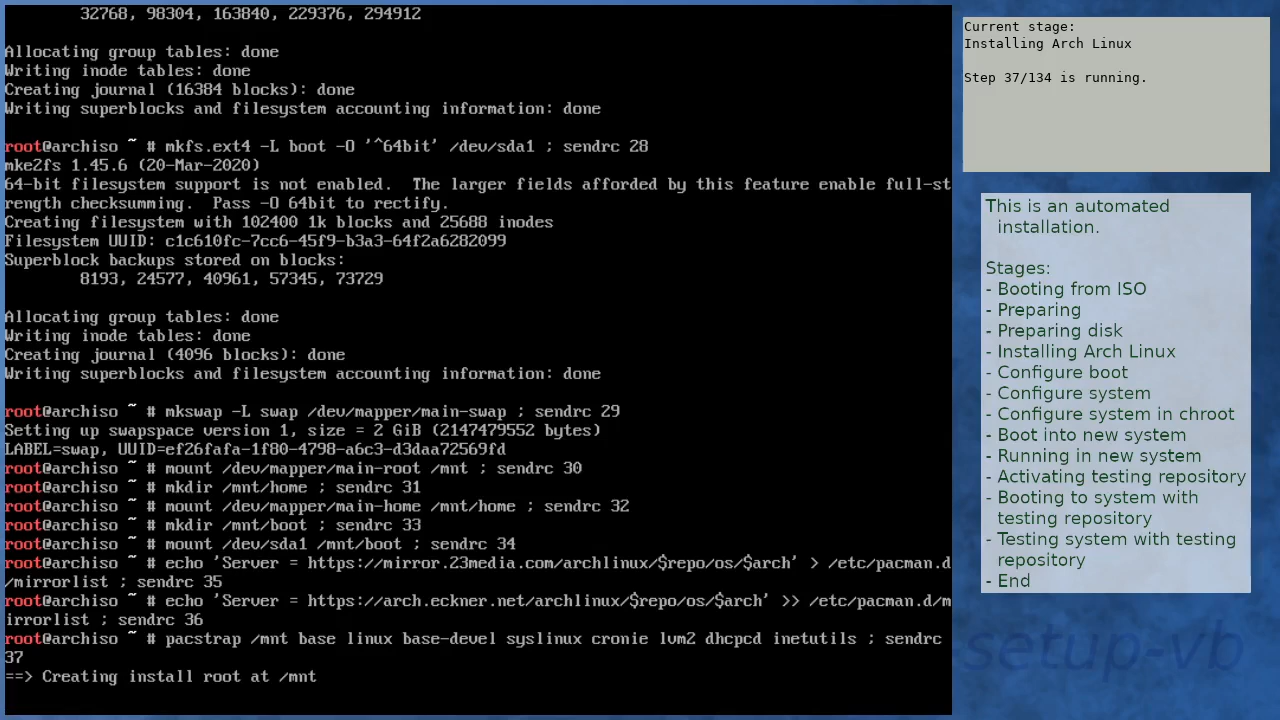 32768, 98304, 163840, 229376, 294912

Allocating group tables: done
Writing inode tables: done
Creating journal (16384 blocks): done
Writing superblocks and filesystem accounting information: done

root@archiso ~ # mkfs.ext4 -L boot -O '^64bit' /dev/sda1 ; sendrc 28
mke2fs 1.45.6 (20-Mar-2020)
64-bit filesystem support is not enabled.  The larger fields afforded by this feature enable full-st
rength checksumming.  Pass -O 64bit to rectify.
Creating filesystem with 102400 1k blocks and 25688 inodes
Filesystem UUID: c1c610fc-7cc6-45f9-b3a3-64f2a6282099
Superblock backups stored on blocks:
        8193, 24577, 40961, 57345, 73729

Allocating group tables: done
Writing inode tables: done
Creating journal (4096 blocks): done
Writing superblocks and filesystem accounting information: done

root@archiso ~ # mkswap -L swap /dev/mapper/main-swap ; sendrc 29
Setting up swapspace version 1, size = 2 GiB (2147479552 bytes)
LABEL=swap, UUID=ef26fafa-1f80-4798-a6c3-d3daa72569fd
root@archiso ~ # mount /dev/mapper/main-root /mnt ; sendrc 30
root@archiso ~ # mkdir /mnt/home ; sendrc 31
root@archiso ~ # mount /dev/mapper/main-home /mnt/home ; sendrc 32
root@archiso ~ # mkdir /mnt/boot ; sendrc 33
root@archiso ~ # mount /dev/sda1 /mnt/boot ; sendrc 34
root@archiso ~ # echo 'Server = https://mirror.23media.com/archlinux/$repo/os/$arch' > /etc/pacman.d
/mirrorlist ; sendrc 35
root@archiso ~ # echo 'Server = https://arch.eckner.net/archlinux/$repo/os/$arch' >> /etc/pacman.d/m
irrorlist ; sendrc 36
root@archiso ~ # pacstrap /mnt base linux base-devel syslinux cronie lvm2 dhcpcd inetutils ; sendrc
37
==> Creating install root at /mnt

Current stage:
Installing Arch Linux

Step 37/134 is running.

This is an automated
installation.

Stages:
- Booting from ISO
- Preparing
- Preparing disk
- Installing Arch Linux
- Configure boot
- Configure system
- Configure system in chroot
- Boot into new system
- Running in new system
- Activating testing repository
- Booting to system with
testing repository
- Testing system with testing
repository
- End

setup-vb